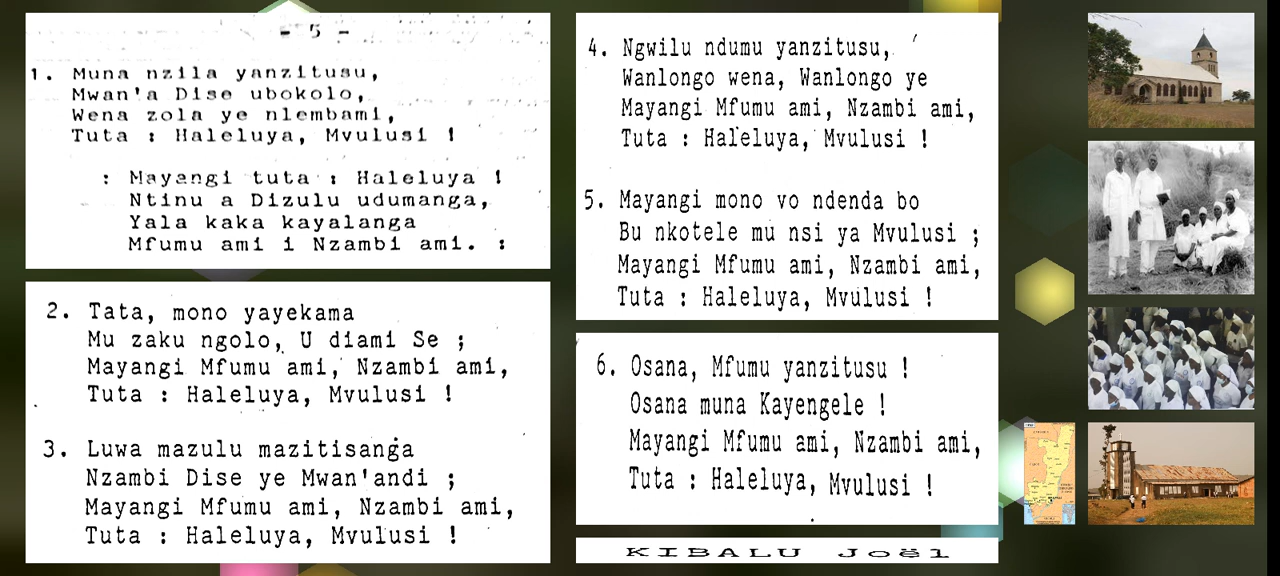 - 5 -
1. Muna nzila yanzitusu,
Mwan'a Dise ubokolo,
Wena zola ye nlembami,
Tuta : Haleluya, Mvulusi !
: Mayangi tuta : Haleluya !
Ntinu a Dizulu udumanga,
Yala kaka kayalanga
Mfumu ami i Nzambi ami. :
2. Tata, mono yayekama
Mu zaku ngolo, U diami Se ;
Mayangi Mfumu ami, Nzambi ami,
Tuta : Haleluya, Mvulusi !
3. Luwa mazulu mazitisanga
Nzambi Dise ye Mwan'andi ;
Mayangi Mfumu ami, Nzambi ami,
Tuta : Haleluya, Mvulusi !
4. Ngwilu ndumu yanzitusu,
Wanlongo wena, Wanlongo ye
Mayangi Mfumu ami, Nzambi ami,
Tuta : Haleluya, Mvulusi !
5. Mayangi mono vo ndenda bo
Bu nkotele mu nsi ya Mvulusi ;
Mayangi Mfumu ami, Nzambi ami,
Tuta : Haleluya, Mvulusi !
6. Osana, Mfumu yanzitusu !
Osana muna Kayengele !
Mayangi Mfumu ami, Nzambi ami,
Tuta : Haleluya, Mvulusi !
KIBALU Joël